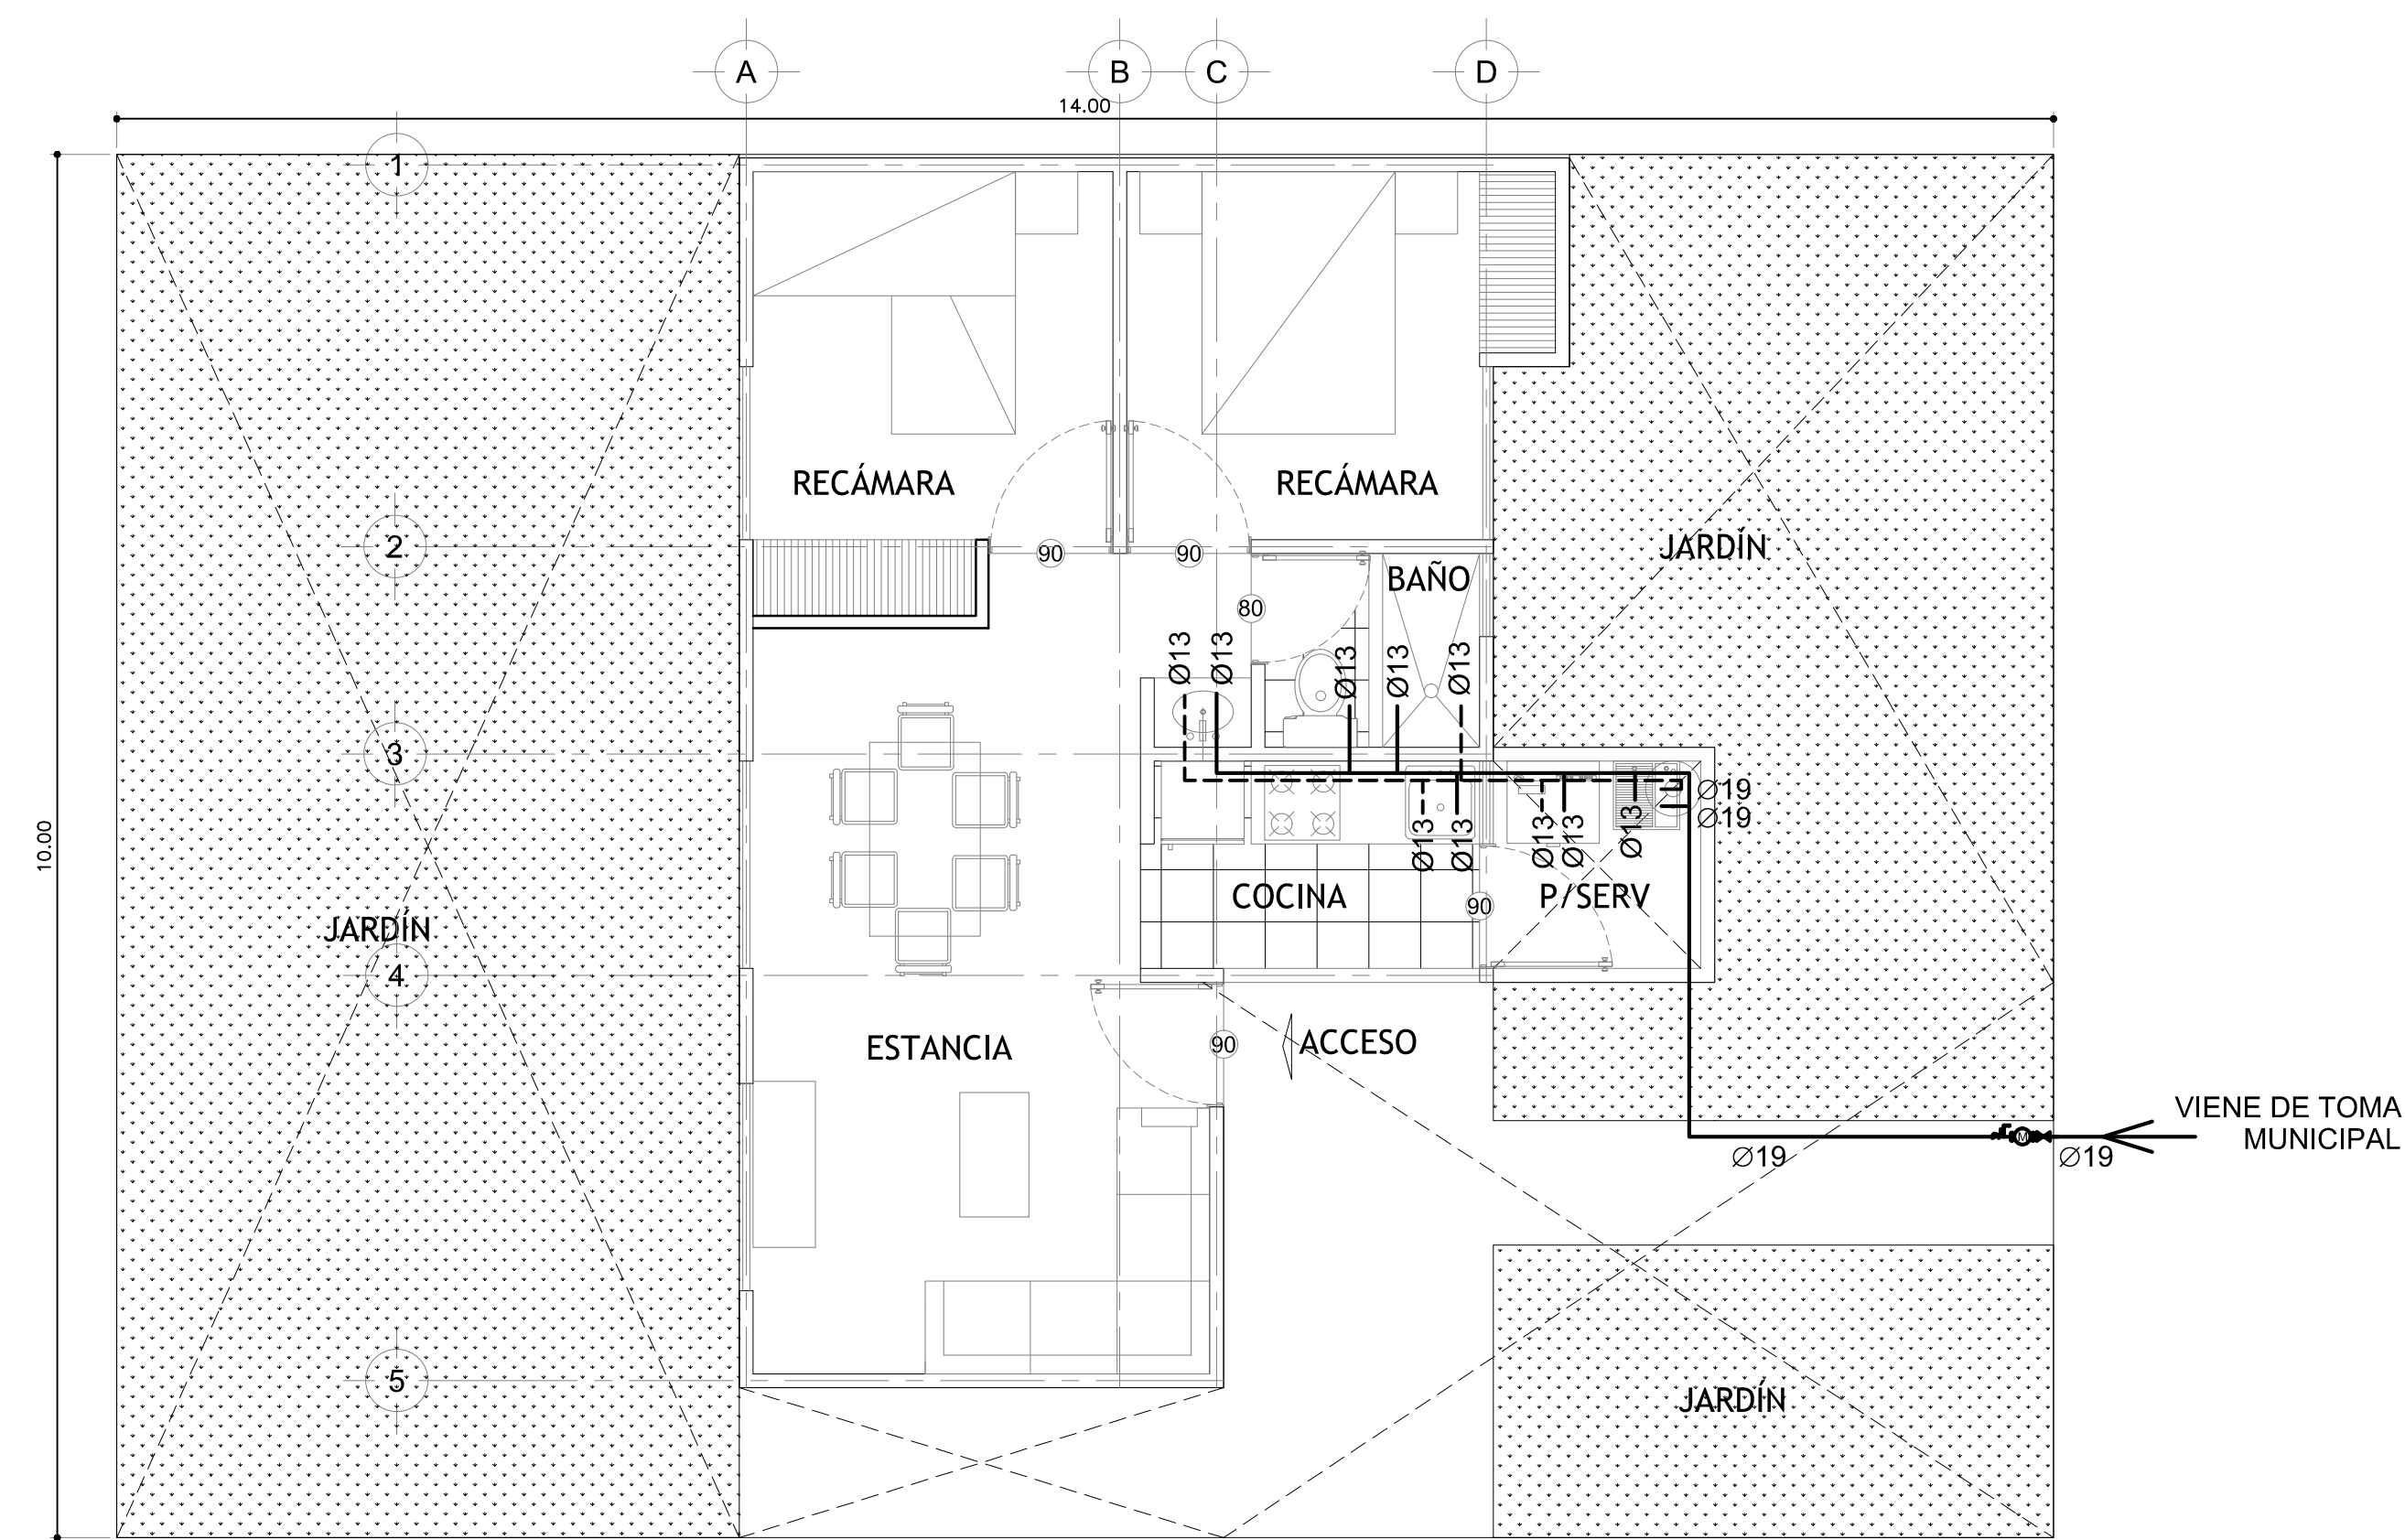 A
B
C
D
14.00
1
RECÁMARA
RECÁMARA
2
90
90
JARDÍN
BAÑO
80
Ø13
Ø13
Ø13
Ø13
Ø13
3
Ø19
Ø19
Ø13
Ø13
Ø13
Ø13
Ø13
10.00
COCINA
90
P/SERV
JARDÍN
4
ESTANCIA
90
ACCESO
VIENE DE TOMA
MUNICIPAL
M
Ø19
Ø19
5
JARDÍN